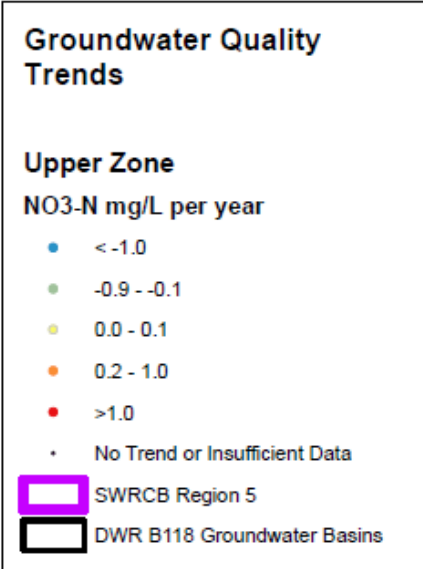 Groundwater Quality
Trends
Upper Zone
NO3-N mg/L per year
< -1.0
-0.9 - -0.1
0.0 - 0.1
0.2 - 1.0
>1.0
No Trend or Insufficient Data
SWRCB Region 5
DWR B118 Groundwater Basins